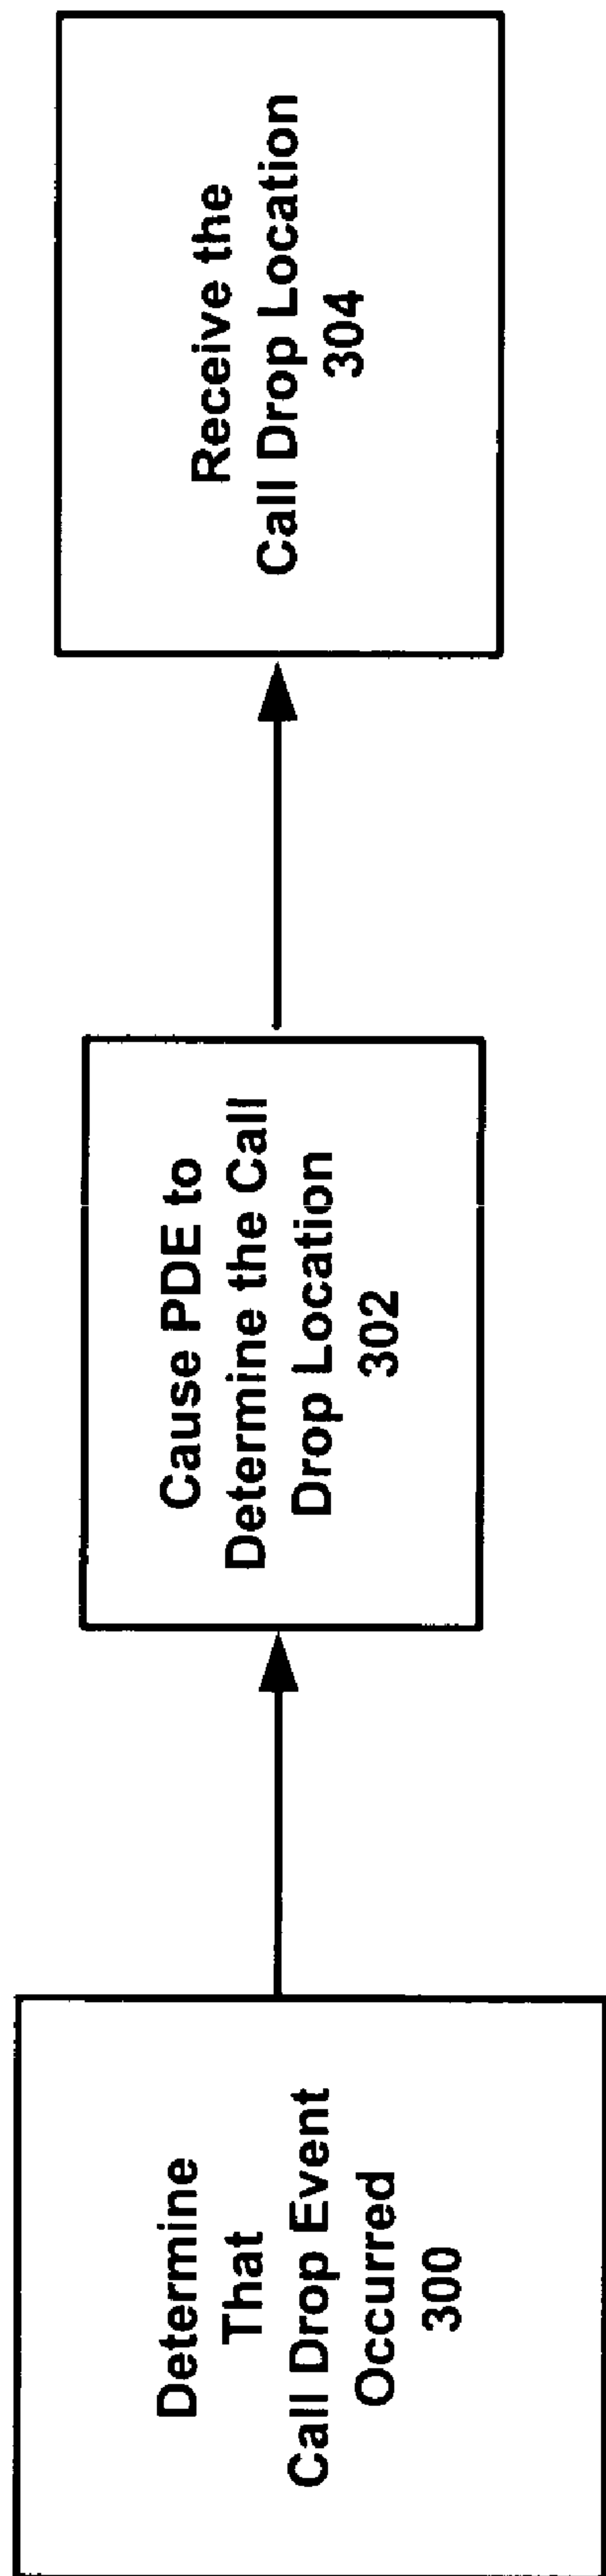 Determine
That
Call Drop Event
Occurred
300
Cause PDE to
Determine the Call
Drop Location
302
Receive the
Call Drop Location
304